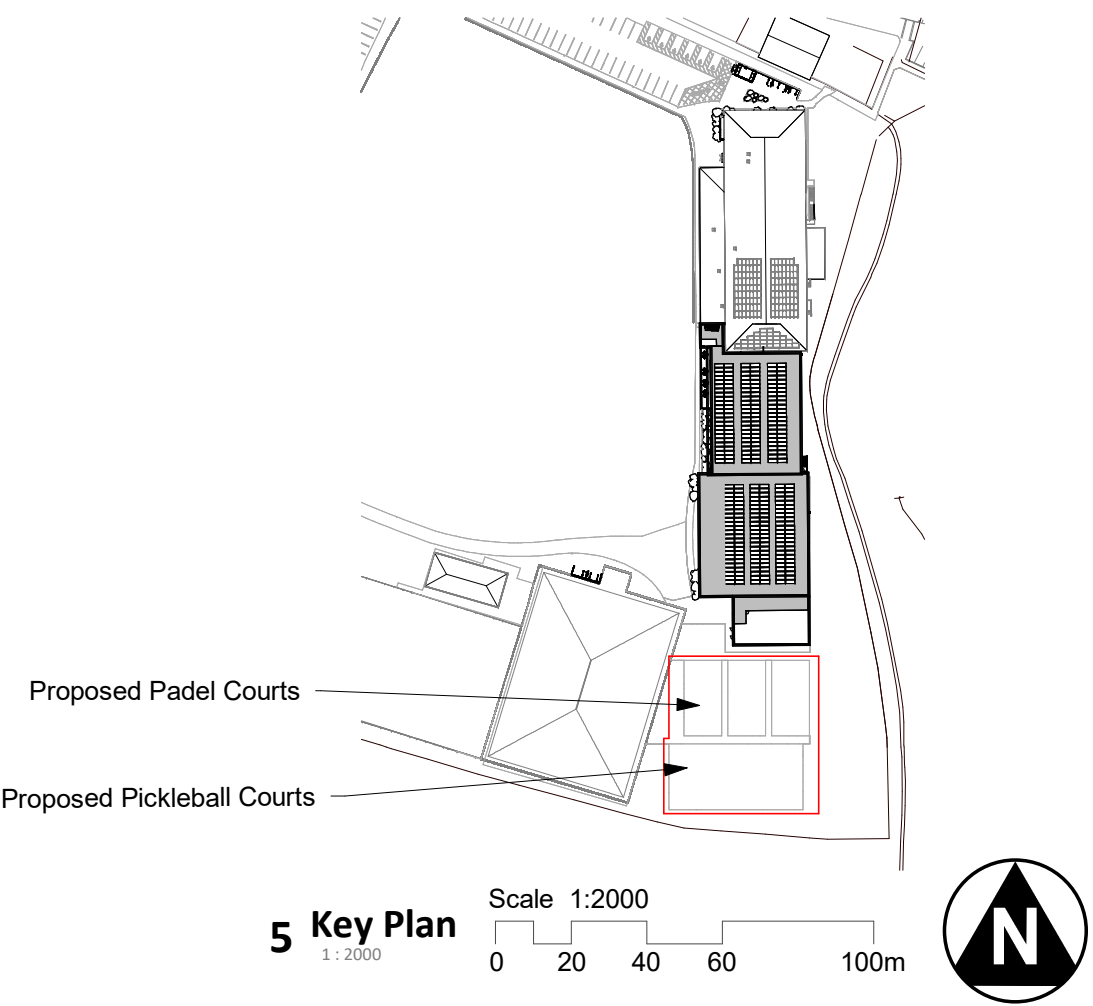 Proposed Padel Courts
Proposed Pickleball Courts
Scale 1:2000
5 Key Plan
1 : 2000
0 20 40 60 100m
N